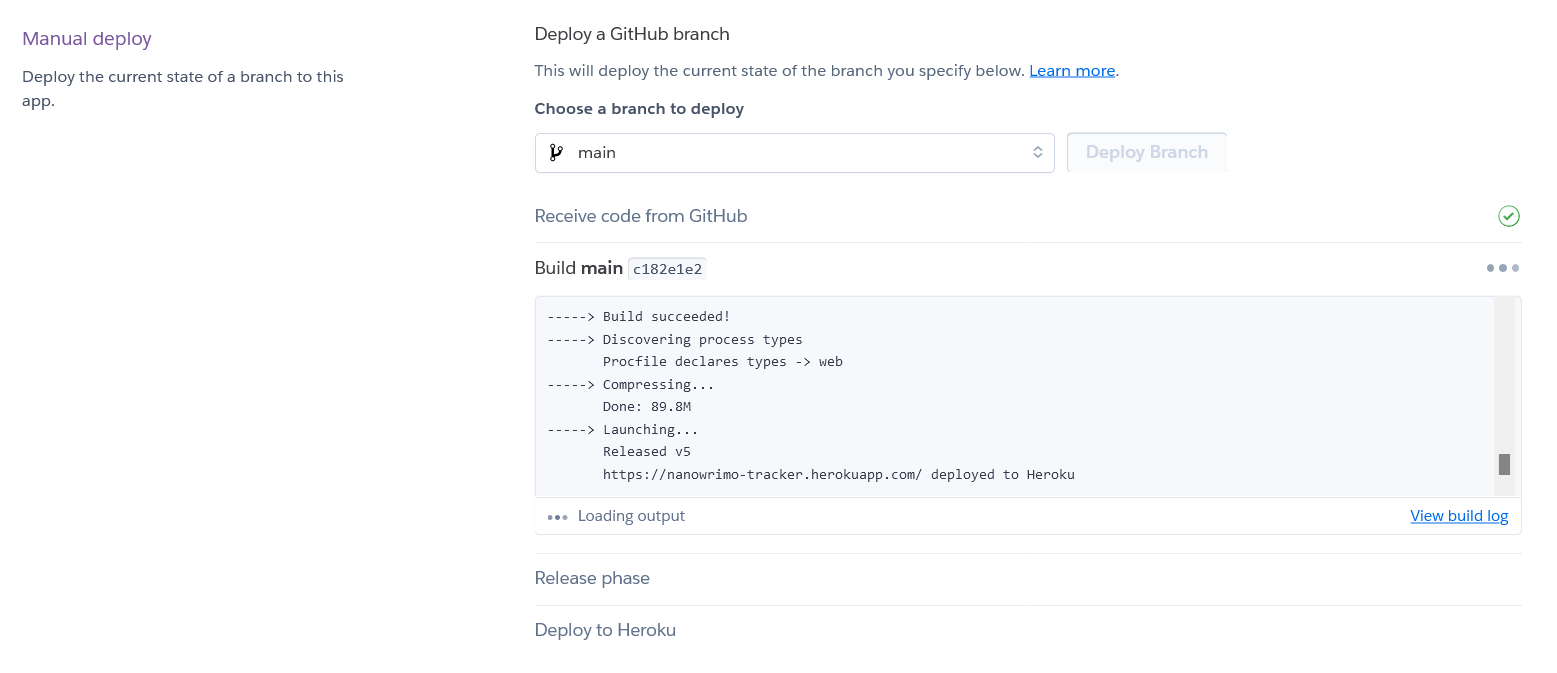 Manual deploy
Deploy the current state of a branch to this
app.
Deploy a GitHub branch
This will deploy the current state of the branch you specify below. Learn more.
Choose a branch to deploy
main
Deploy Branch
Receive code from GitHub
Build main c182e1e2
-----> Build succeeded!
-----> Discovering process types
       Procfile declares types -> web
-----> Compressing...
       Done: 89.8M
-----> Launching...
       Released v5
       https://nanowrimo-tracker.herokuapp.com/ deployed to Heroku
Loading output
View build log
Release phase
Deploy to Heroku